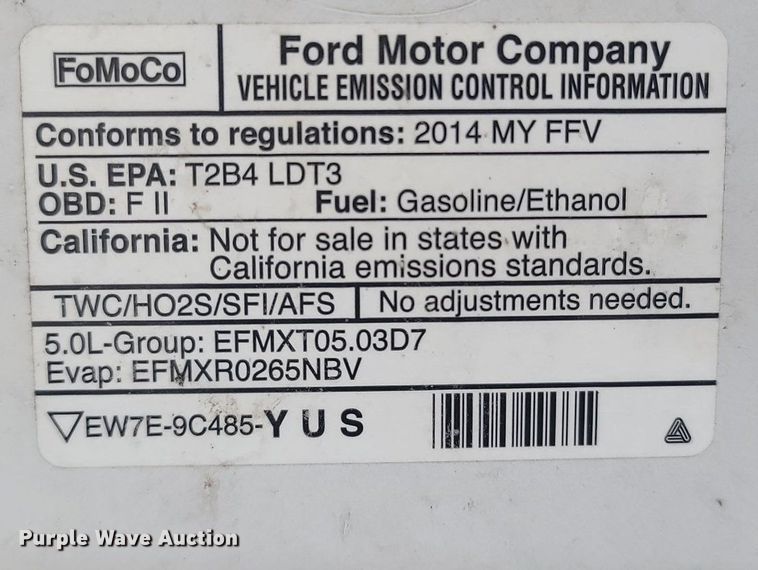 FoMoCo
Ford Motor Company
VEHICLE EMISSION CONTROL INFORMATION
Conforms to regulations: 2014 MY FFV
U.S. EPA: T2B4 LDT3
OBD: F II Fuel: Gasoline/Ethanol
California: Not for sale in states with
California emissions standards.
TWC/HO2S/SFI/AFS No adjustments needed.
5.0L-Group: EFMXT05.03D7
Evap: EFMXR0265NBV
EW7E-9C485-Y U S
Purple Wave Auction